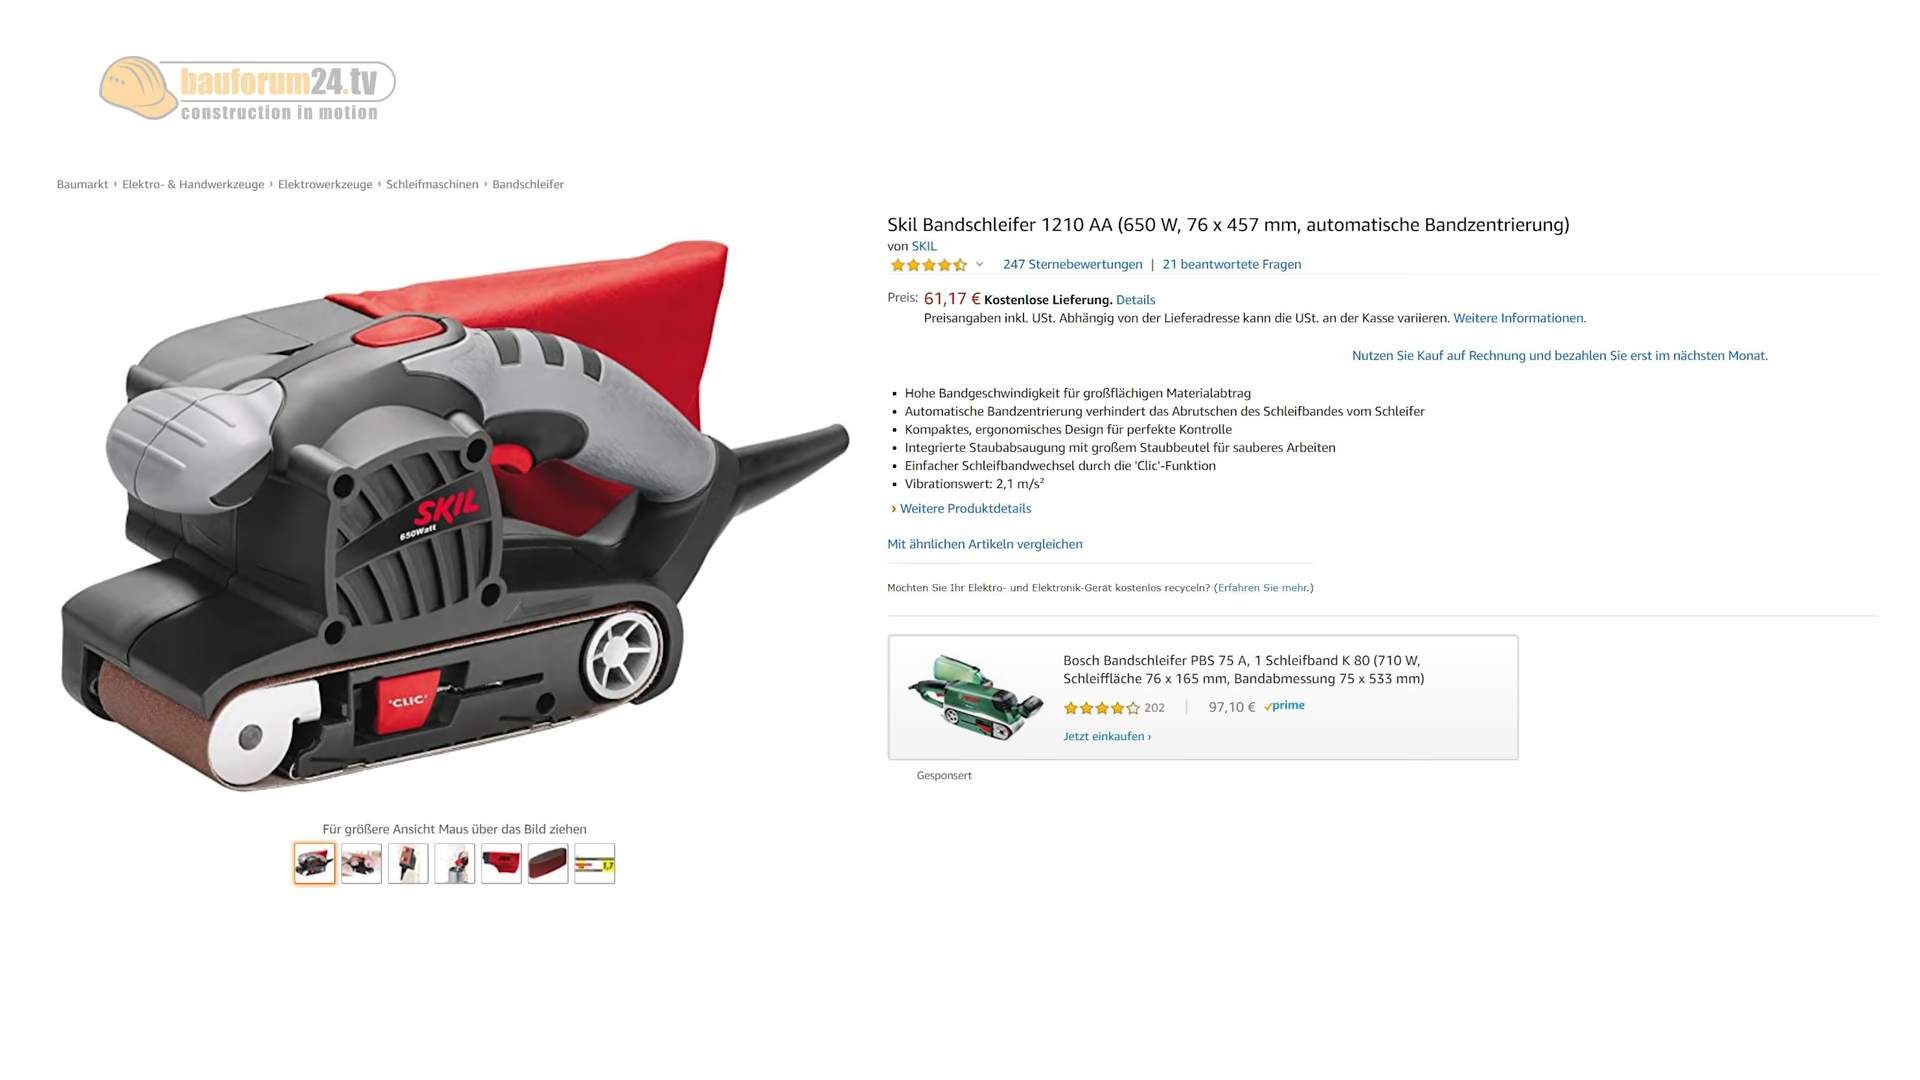 bauforum24.tv
construction in motion
Baumarkt › Elektro- & Handwerkzeuge › Elektrowerkzeuge › Schleifmaschinen › Bandschleifer
Skil Bandschleifer 1210 AA (650 W, 76 x 457 mm, automatische Bandzentrierung)
von SKIL
247 Sternebewertungen | 21 beantwortete Fragen
Preis: 61,17 € Kostenlose Lieferung. Details
Preisangaben inkl. USt. Abhängig von der Lieferadresse kann die USt. an der Kasse variieren. Weitere Informationen.
Nutzen Sie Kauf auf Rechnung und bezahlen Sie erst im nächsten Monat.
• Hohe Bandgeschwindigkeit für großflächigen Materialabtrag
• Automatische Bandzentrierung verhindert das Abrutschen des Schleifbandes vom Schleifer
• Kompaktes, ergonomisches Design für perfekte Kontrolle
• Integrierte Staubabsaugung mit großem Staubbeutel für sauberes Arbeiten
• Einfacher Schleifbandwechsel durch die 'Clic'-Funktion
• Vibrationswert: 2,1 m/s²
› Weitere Produktdetails
Mit ähnlichen Artikeln vergleichen
Möchten Sie Ihr Elektro- und Elektronik-Gerät kostenlos recyceln? (Erfahren Sie mehr.)
Bosch Bandschleifer PBS 75 A, 1 Schleifband K 80 (710 W,
Schleiffläche 76 x 165 mm, Bandabmessung 75 x 533 mm)
202 | 97,10 € prime
Jetzt einkaufen ›
Gesponsert
SKIL
650Watt
'CLIC'
Für größere Ansicht Maus über das Bild ziehen
1,7